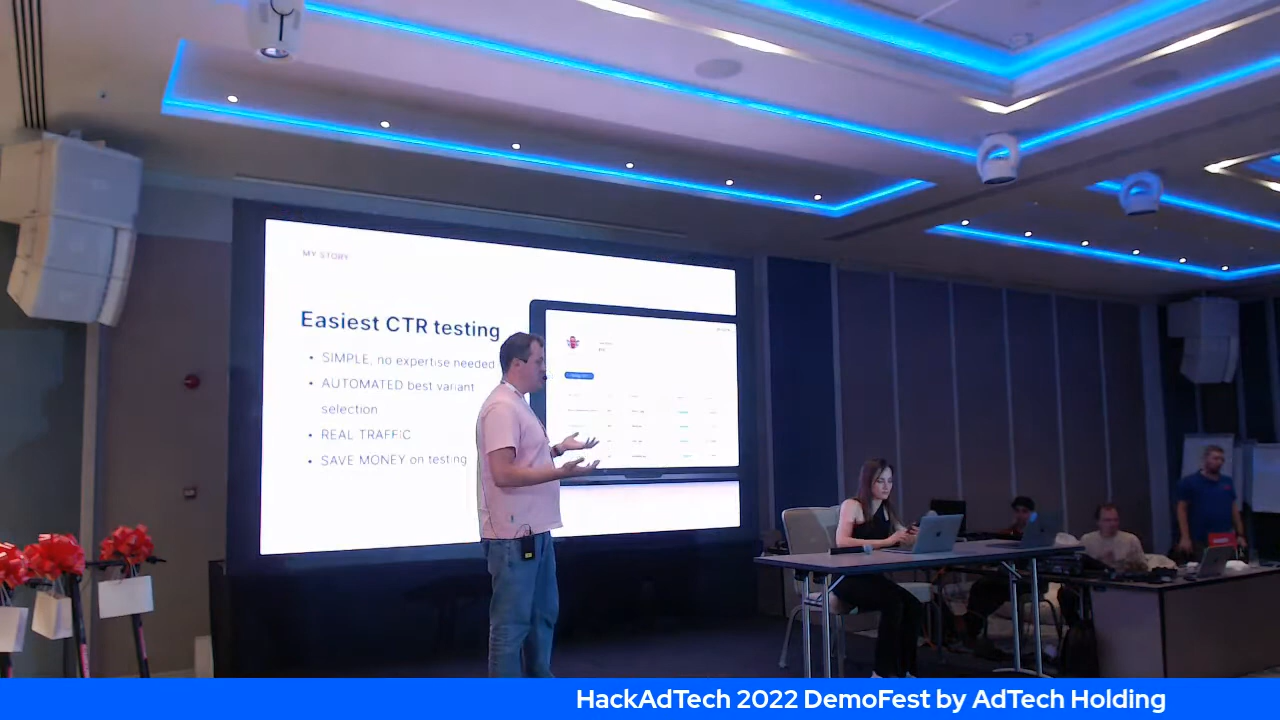 MY STORY
Easiest CTR testing
• SIMPLE, no expertise needed
• AUTOMATED best variant
selection
• REAL TRAFFIC
• SAVE MONEY on testing
HackAdTech 2022 DemoFest by AdTech Holding